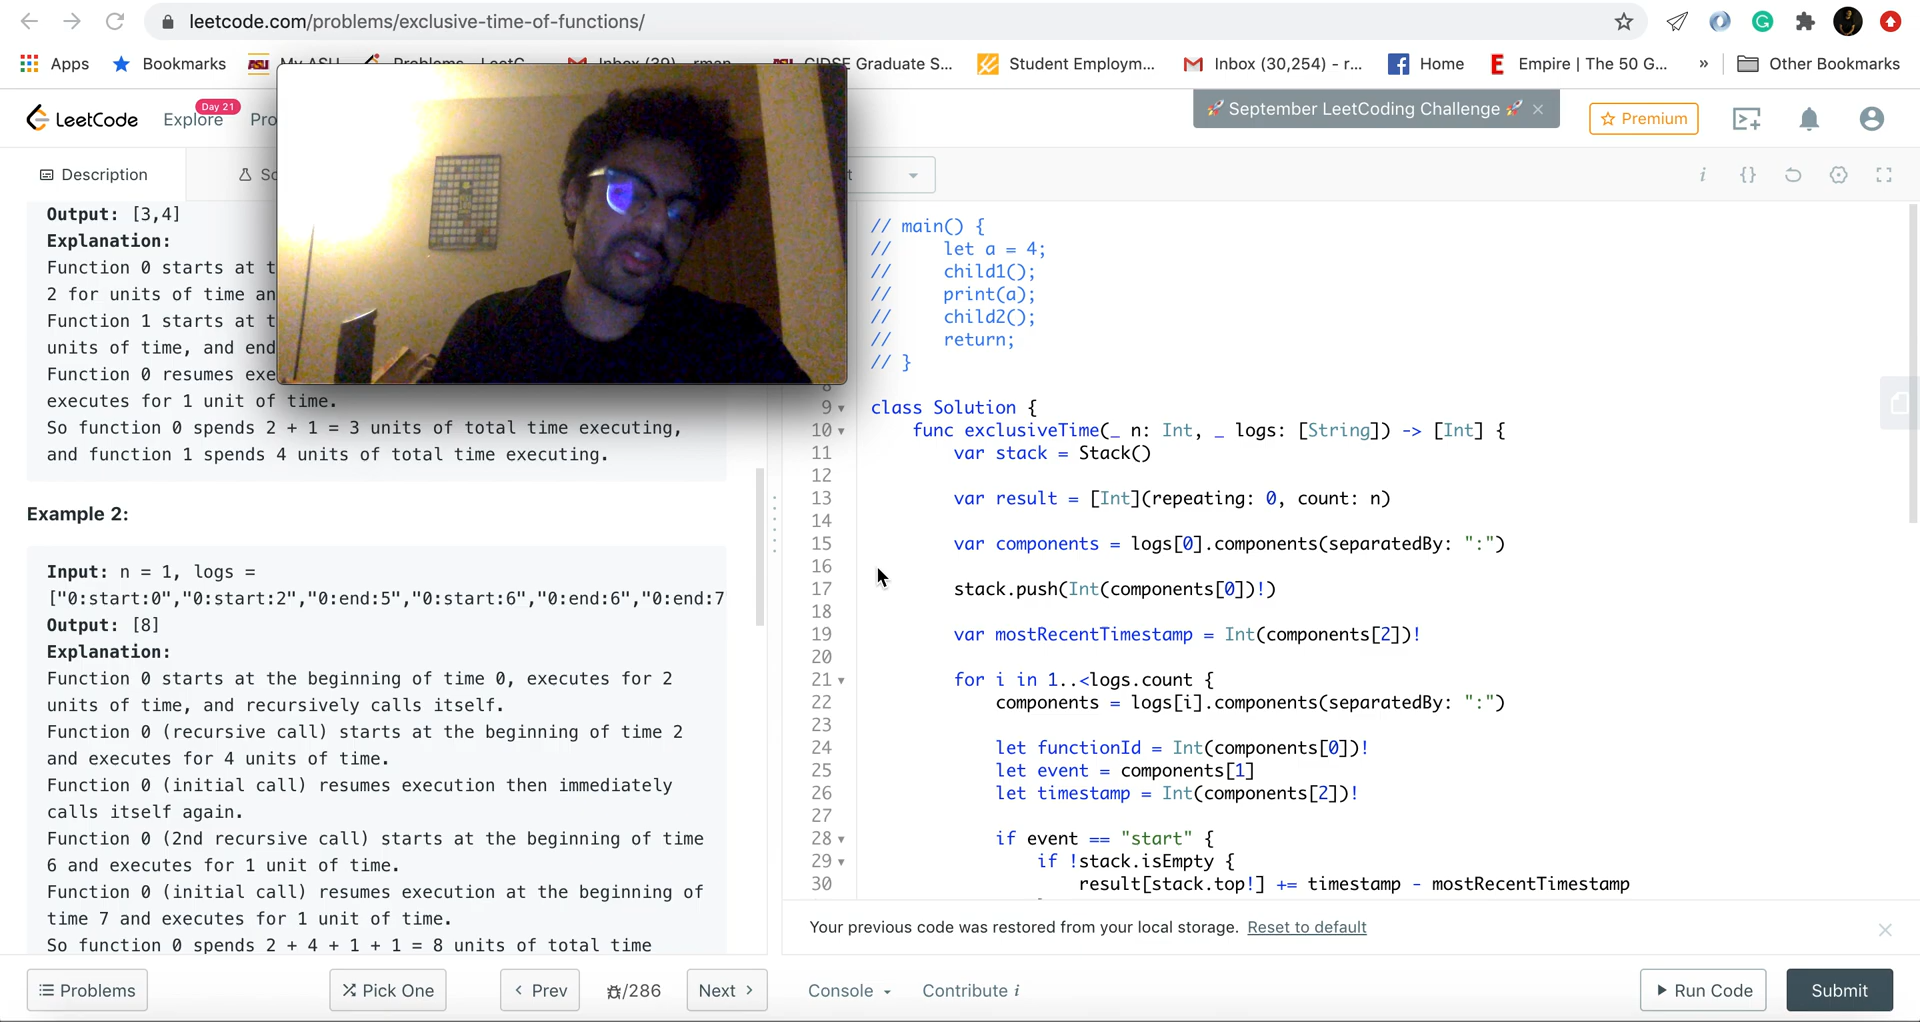 leetcode.com/problems/exclusive-time-of-functions/
Apps
Bookmarks
ASU
ASU
CIDSE Graduate S...
Student Employm...
Inbox (30,254) - r...
Home
Empire | The 50 G...
»
Other Bookmarks
LeetCode
Explore
Day 21
Pro
🚀 September LeetCoding Challenge 🚀 ×
Premium
Description
Output: [3,4]
Explanation:
Function 0 starts at t
2 for units of time an
Function 1 starts at t
units of time, and end
Function 0 resumes exe
executes for 1 unit of time.
So function 0 spends 2 + 1 = 3 units of total time executing,
and function 1 spends 4 units of total time executing.
Example 2:
Input: n = 1, logs =
["0:start:0","0:start:2","0:end:5","0:start:6","0:end:6","0:end:7
Output: [8]
Explanation:
Function 0 starts at the beginning of time 0, executes for 2
units of time, and recursively calls itself.
Function 0 (recursive call) starts at the beginning of time 2
and executes for 4 units of time.
Function 0 (initial call) resumes execution then immediately
calls itself again.
Function 0 (2nd recursive call) starts at the beginning of time
6 and executes for 1 unit of time.
Function 0 (initial call) resumes execution at the beginning of
time 7 and executes for 1 unit of time.
So function 0 spends 2 + 4 + 1 + 1 = 8 units of total time
i {}
// main() {
// let a = 4;
// child1();
// print(a);
// child2();
// return;
// }
8
9 class Solution {
10 func exclusiveTime(_ n: Int, _ logs: [String]) -> [Int] {
11 var stack = Stack()
12
13 var result = [Int](repeating: 0, count: n)
14
15 var components = logs[0].components(separatedBy: ":")
16
17 stack.push(Int(components[0])!)
18
19 var mostRecentTimestamp = Int(components[2])!
20
21 for i in 1..<logs.count {
22 components = logs[i].components(separatedBy: ":")
23
24 let functionId = Int(components[0])!
25 let event = components[1]
26 let timestamp = Int(components[2])!
27
28 if event == "start" {
29 if !stack.isEmpty {
30 result[stack.top!] += timestamp - mostRecentTimestamp
Your previous code was restored from your local storage. Reset to default
Problems
Pick One
< Prev
/286
Next >
Console
Contribute i
Run Code
Submit